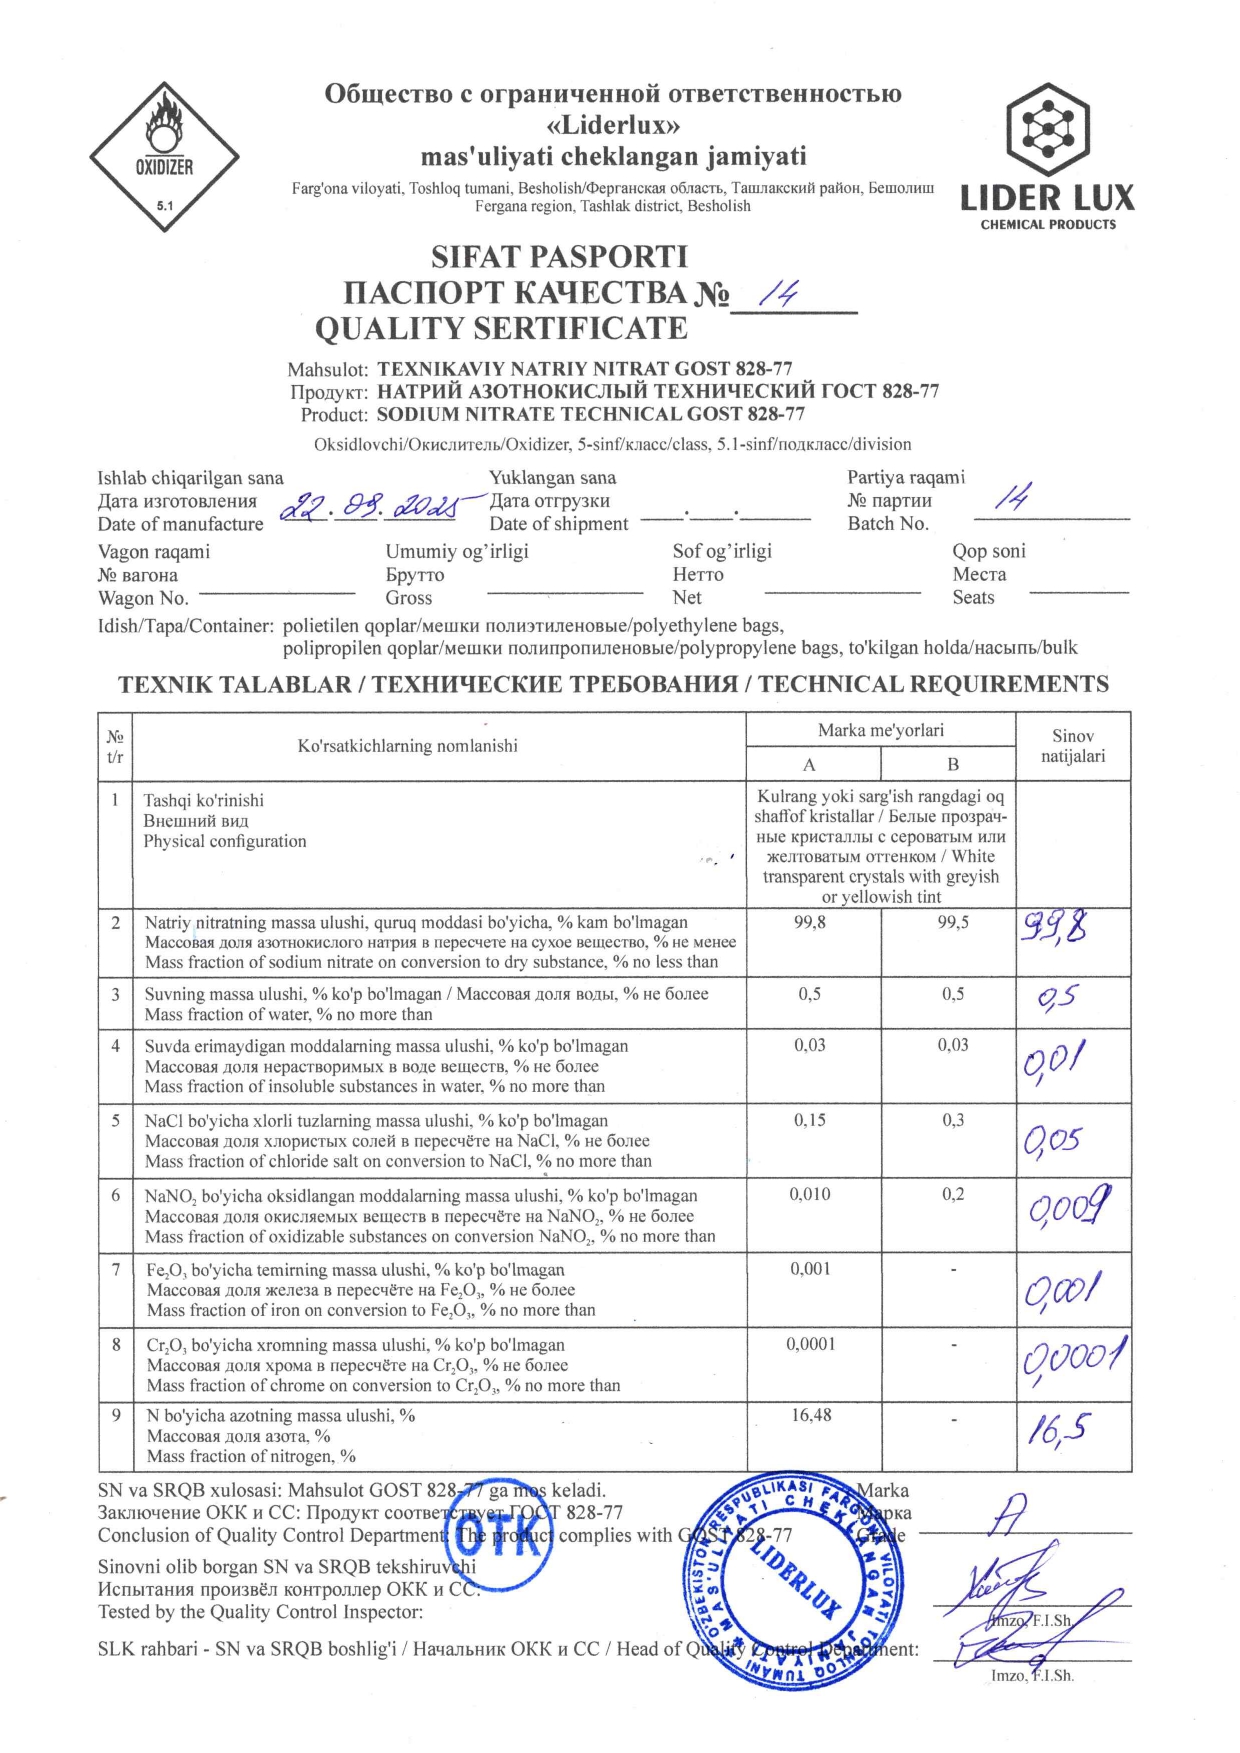 OXIDIZER
5.1
Общество с ограниченной ответственностью
«Liderlux»
mas'uliyati cheklangan jamiyati
Farg'ona viloyati, Toshloq tumani, Besholish/Ферганская область, Ташлакский район, Бешолиш
Fergana region, Tashlak district, Besholish
LIDER LUX
CHEMICAL PRODUCTS
SIFAT PASPORTI
ПАСПОРТ КАЧЕСТВА № 14
QUALITY SERTIFICATE
Mahsulot: TEXNIKAVIY NATRIY NITRAT GOST 828-77
Продукт: НАТРИЙ АЗОТНОКИСЛЫЙ ТЕХНИЧЕСКИЙ ГОСТ 828-77
Product: SODIUM NITRATE TECHNICAL GOST 828-77
Oksidlovchi/Окислитель/Oxidizer, 5-sinf/класс/class, 5.1-sinf/подкласс/division
Ishlab chiqarilgan sana
Дата изготовления
Date of manufacture
22.09.2025
Yuklangan sana
Дата отгрузки
Date of shipment
Partiya raqami
№ партии
Batch No.
14
Vagon raqami
№ вагона
Wagon No.
Umumiy og’irligi
Брутто
Gross
Sof og’irligi
Нетто
Net
Qop soni
Места
Seats
Idish/Тара/Container: polietilen qoplar/мешки полиэтиленовые/polyethylene bags,
polipropilen qoplar/мешки полипропиленовые/polypropylene bags, to'kilgan holda/насыпь/bulk
TEXNIK TALABLAR / ТЕХНИЧЕСКИЕ ТРЕБОВАНИЯ / TECHNICAL REQUIREMENTS
№ t/r
Ko'rsatkichlarning nomlanishi
Marka me'yorlari
A
B
Sinov natijalari
1
Tashqi ko'rinishi
Внешний вид
Physical configuration
Kulrang yoki sarg'ish rangdagi oq
shaffof kristallar / Белые прозрач-
ные кристаллы с сероватым или
желтоватым оттенком / White
transparent crystals with greyish
or yellowish tint
2
Natriy nitratning massa ulushi, quruq moddasi bo'yicha, % kam bo'lmagan
Массовая доля азотнокислого натрия в пересчете на сухое вещество, % не менее
Mass fraction of sodium nitrate on conversion to dry substance, % no less than
99,8
99,5
99,8
3
Suvning massa ulushi, % ko'p bo'lmagan / Массовая доля воды, % не более
Mass fraction of water, % no more than
0,5
0,5
0,5
4
Suvda erimaydigan moddalarning massa ulushi, % ko'p bo'lmagan
Массовая доля нерастворимых в воде веществ, % не более
Mass fraction of insoluble substances in water, % no more than
0,03
0,03
0,01
5
NaCl bo'yicha xlorli tuzlarning massa ulushi, % ko'p bo'lmagan
Массовая доля хлористых солей в пересчёте на NaCl, % не более
Mass fraction of chloride salt on conversion to NaCl, % no more than
0,15
0,3
0,05
6
NaNO₂ bo'yicha oksidlangan moddalarning massa ulushi, % ko'p bo'lmagan
Массовая доля окисляемых веществ в пересчёте на NaNO₂, % не более
Mass fraction of oxidizable substances on conversion NaNO₂, % no more than
0,010
0,2
0,009
7
Fe₂O₃ bo'yicha temirning massa ulushi, % ko'p bo'lmagan
Массовая доля железа в пересчёте на Fe₂O₃, % не более
Mass fraction of iron on conversion to Fe₂O₃, % no more than
0,001
-
0,001
8
Cr₂O₃ bo'yicha xromning massa ulushi, % ko'p bo'lmagan
Массовая доля хрома в пересчёте на Cr₂O₃, % не более
Mass fraction of chrome on conversion to Cr₂O₃, % no more than
0,0001
-
0,00001
9
N bo'yicha azotning massa ulushi, %
Массовая доля азота, %
Mass fraction of nitrogen, %
16,48
-
16,5
SN va SRQB xulosasi: Mahsulot GOST 828-77 ga mos keladi.
Заключение ОКК и СС: Продукт соответствует ГОСТ 828-77
Conclusion of Quality Control Department: The product complies with GOST 828-77
Marka
Марка
Grade
A
Sinovni olib borgan SN va SRQB tekshiruvchi
Испытания произвёл контроллер ОКК и СС:
Tested by the Quality Control Inspector:
Imzo, F.I.Sh.
SLK rahbari - SN va SRQB boshlig'i / Начальник ОКК и СС / Head of Quality Control Department:
Imzo, F.I.Sh.
ОТК
O'ZBEKISTON RESPUBLIKASI FARG'ONA VILOYATI TOSHLOQ TUMANI
MAS'ULIYATI CHEKLANGAN JAMIYATI
LIDERLUX